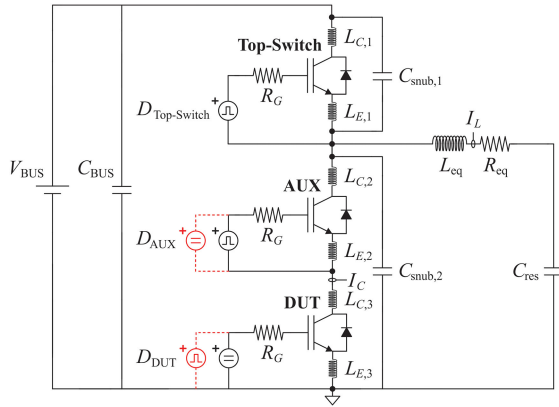 Top-Switch
L_{C,1}
C_{snub,1}
D_{Top-Switch}
+
R_G
L_{E,1}
I_L
L_{eq}
R_{eq}
V_{BUS}
C_{BUS}
L_{C,2}
AUX
D_{AUX}
+
+
R_G
L_{E,2}
I_C
C_{snub,2}
C_{res}
L_{C,3}
DUT
D_{DUT}
+
+
R_G
L_{E,3}